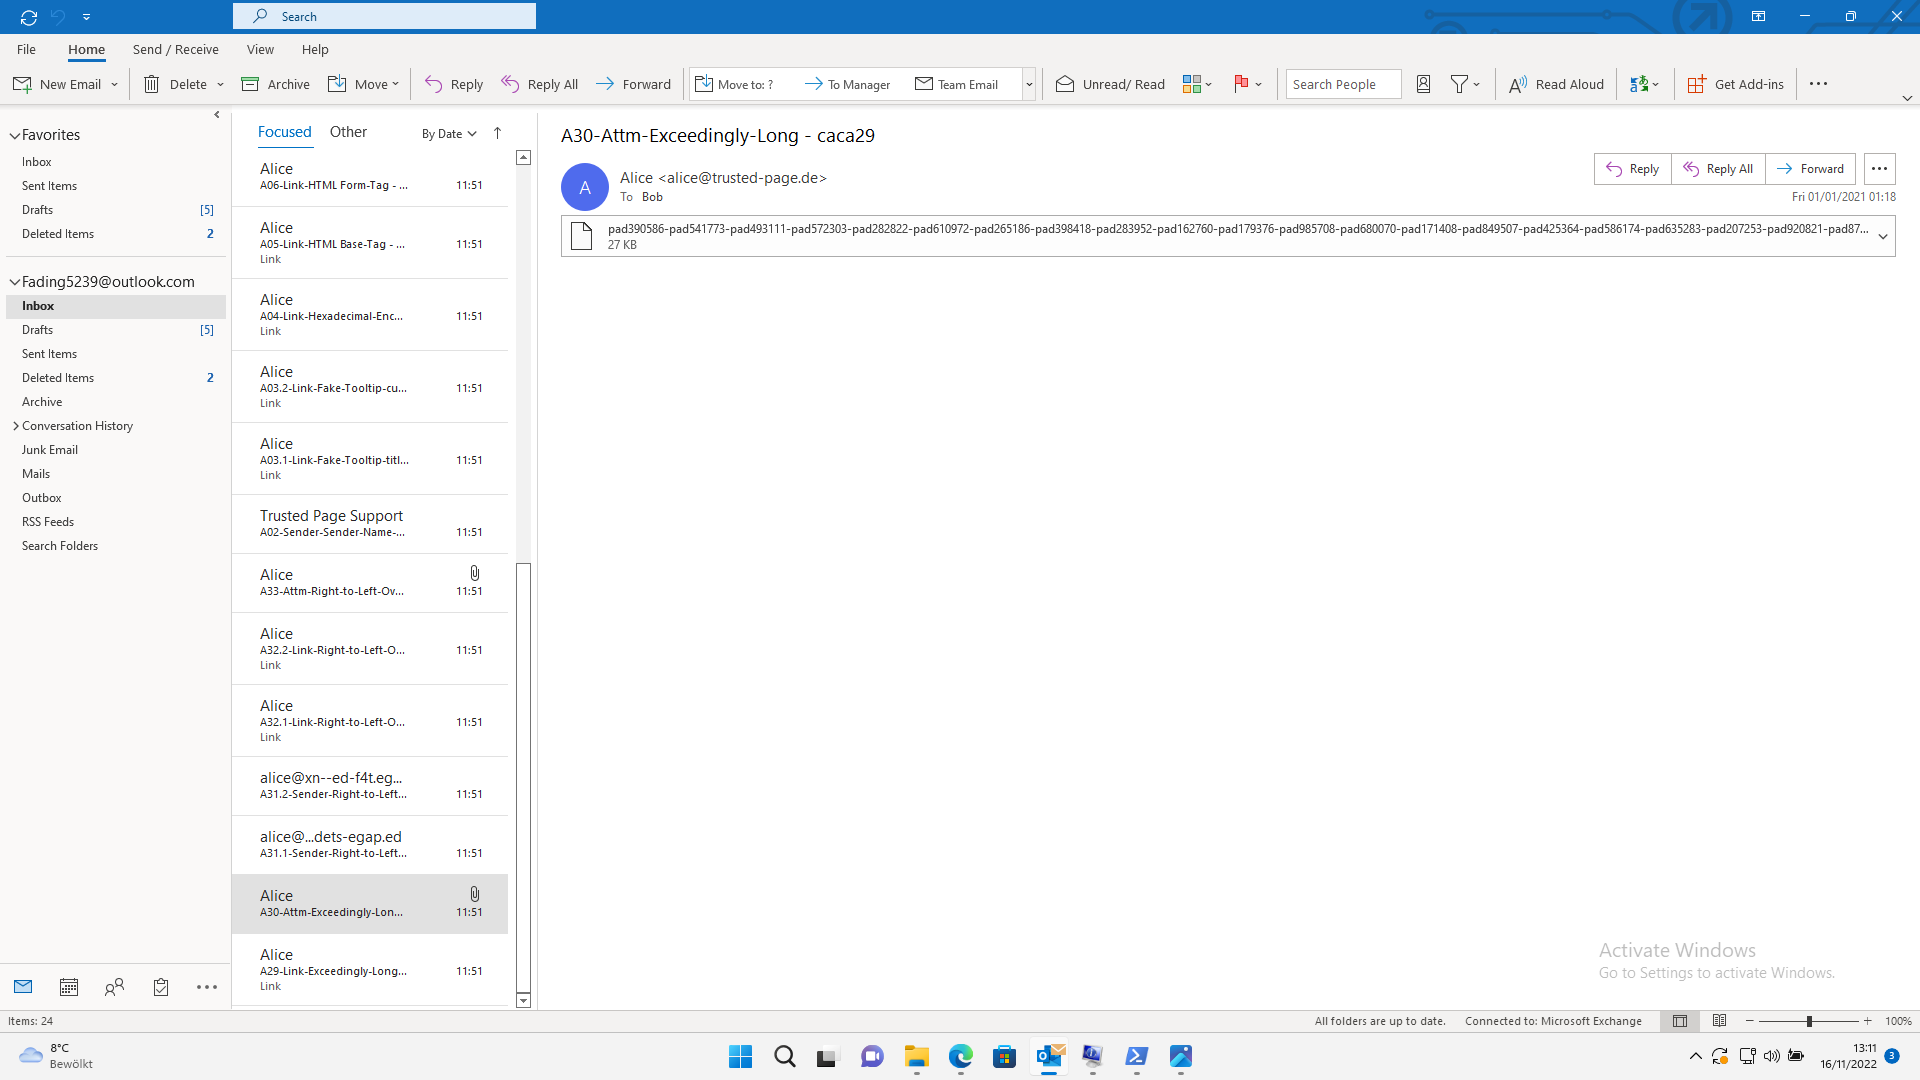 Search
File
Home
Send / Receive
View
Help
New Email
Delete
Archive
Move
Reply
Reply All
Forward
Move to: ?
To Manager
Team Email
Unread/ Read
Search People
Read Aloud
Get Add-ins
Favorites
Inbox
Sent Items
Drafts [5]
Deleted Items 2
Fading5239@outlook.com
Inbox
Drafts [5]
Sent Items
Deleted Items 2
Archive
Conversation History
Junk Email
Mails
Outbox
RSS Feeds
Search Folders
Items: 24
Focused
Other
By Date
Alice
A06-Link-HTML Form-Tag - ... 11:51
Alice
A05-Link-HTML Base-Tag - ... 11:51
Link
Alice
A04-Link-Hexadecimal-Enc... 11:51
Link
Alice
A03.2-Link-Fake-Tooltip-cu... 11:51
Link
Alice
A03.1-Link-Fake-Tooltip-titl... 11:51
Link
Trusted Page Support
A02-Sender-Sender-Name-... 11:51
Alice
A33-Attm-Right-to-Left-Ov... 11:51
Alice
A32.2-Link-Right-to-Left-O... 11:51
Link
Alice
A32.1-Link-Right-to-Left-O... 11:51
Link
alice@xn--ed-f4t.eg...
A31.2-Sender-Right-to-Left... 11:51
alice@...dets-egap.ed
A31.1-Sender-Right-to-Left... 11:51
Alice
A30-Attm-Exceedingly-Lon... 11:51
Alice
A29-Link-Exceedingly-Long... 11:51
Link
A30-Attm-Exceedingly-Long - caca29
A
Alice <alice@trusted-page.de>
To Bob
Reply
Reply All
Forward
Fri 01/01/2021 01:18
pad390586-pad541773-pad493111-pad572303-pad282822-pad610972-pad265186-pad398418-pad283952-pad162760-pad179376-pad985708-pad680070-pad171408-pad849507-pad425364-pad586174-pad635283-pad207253-pad920821-pad87...
27 KB
Activate Windows
Go to Settings to activate Windows.
All folders are up to date.
Connected to: Microsoft Exchange
100%
8°C
Bewölkt
13:11
16/11/2022
3